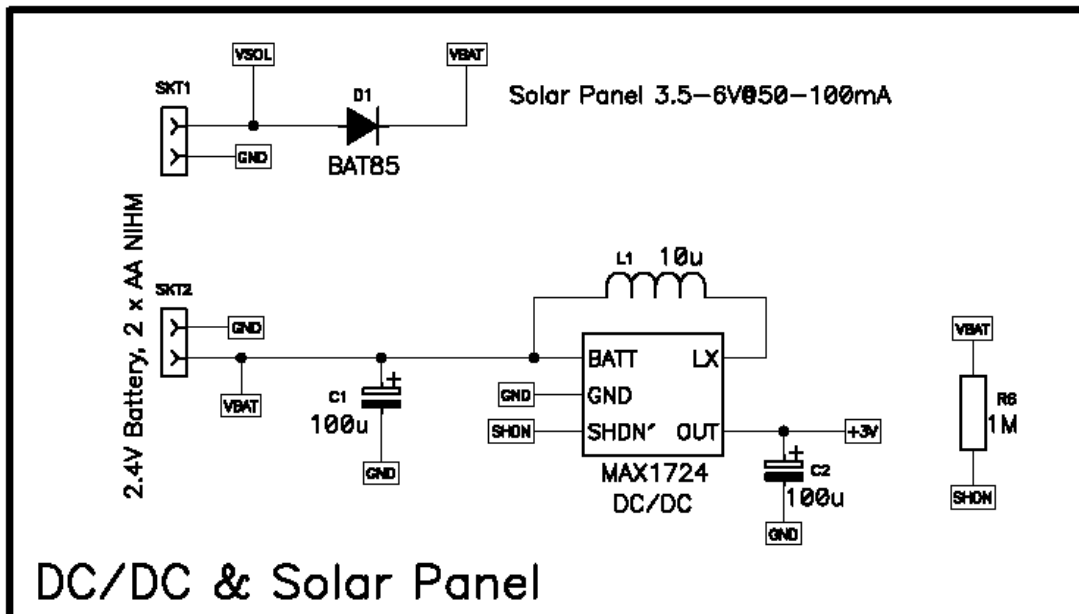 VSOL
VBAT
SKT1
D1
Solar Panel 3.5-6V@50-100mA
GND
BAT85
2.4V Battery, 2 x AA NIHM
SKT2
GND
VBAT
C1
100u
GND
L1 10u
BATT LX
GND GND
SHDN SHDN' OUT
+3V
MAX1724
DC/DC
C2
100u
GND
VBAT
R6
1M
SHDN
DC/DC & Solar Panel